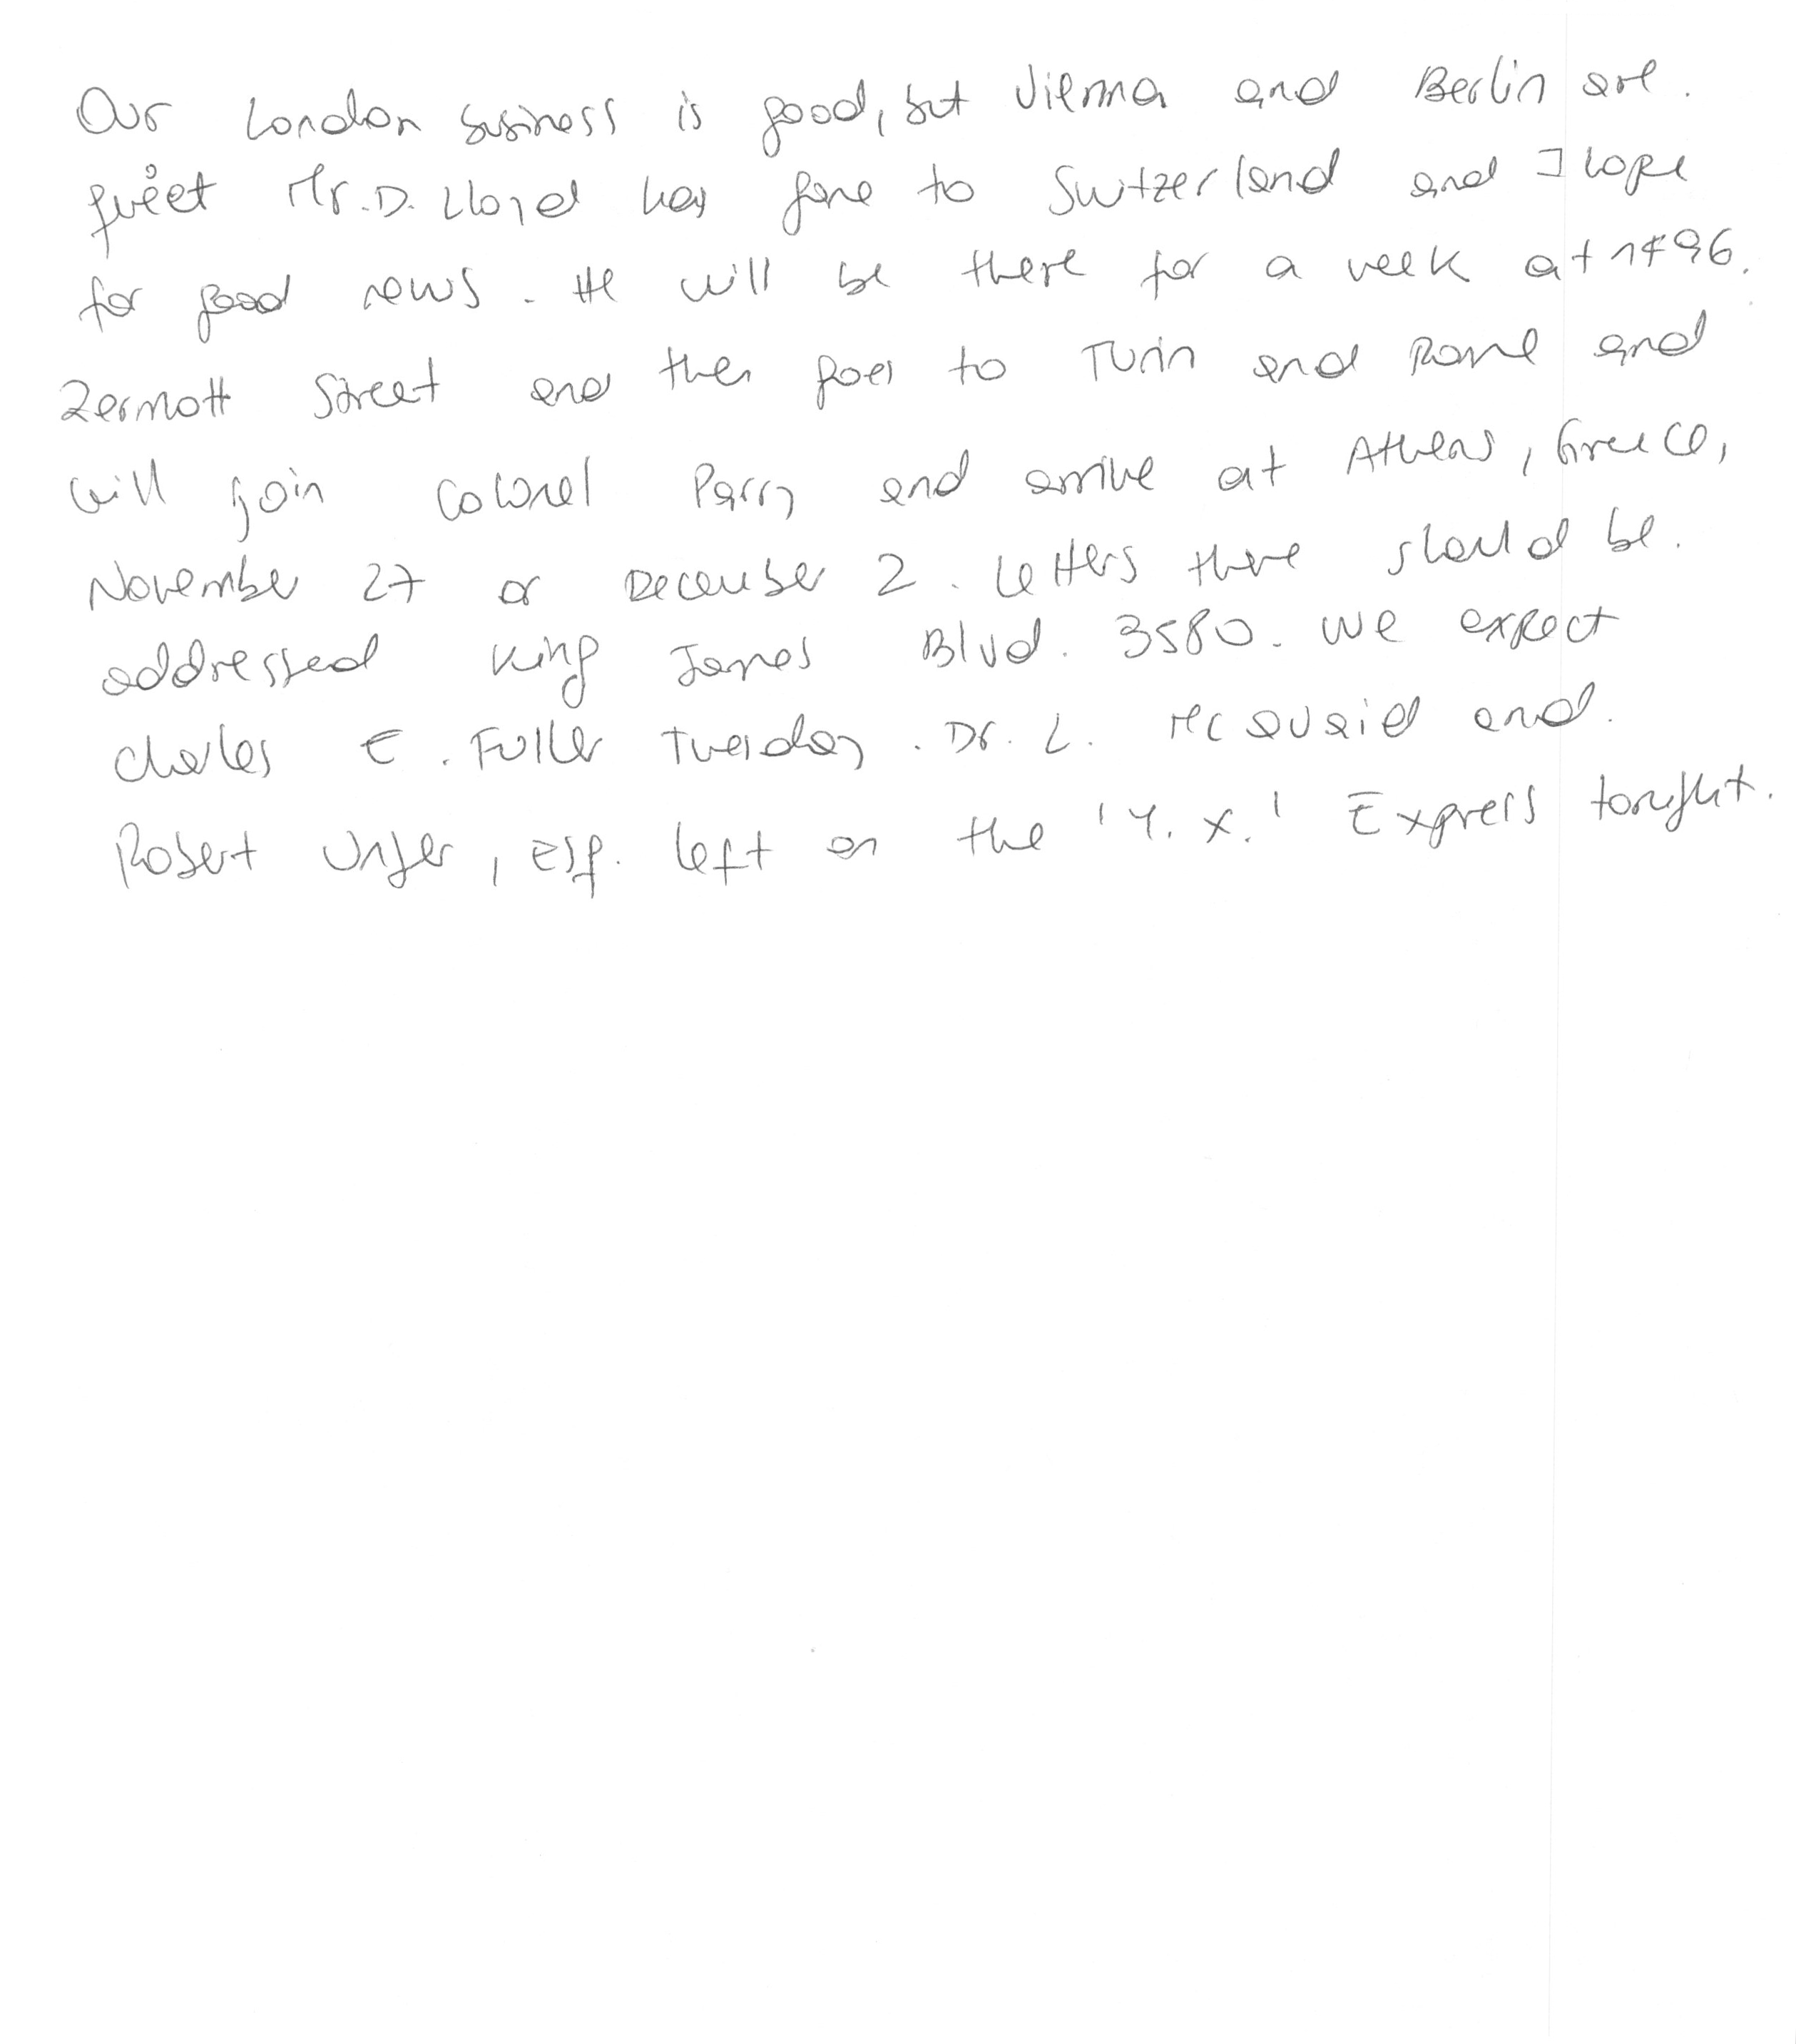 Our London business is good, but Vienna and Berlin are.
quiet Mr. D. Lloyd has gone to Switzerland and I hope
for good news. He will be there for a week at 1496.
Zermott Street and then goes to Turin and Rome and
will join Colonel Parry and arrive at Athens, Greece,
November 27 or December 2. Letters there should be.
addressed King James Blvd. 3580. We expect
Charles E. Fuller Tuesday. Dr. L. McQuaid and.
Robert Unger, Esq. left on the 'Y. X.' Express tonight.